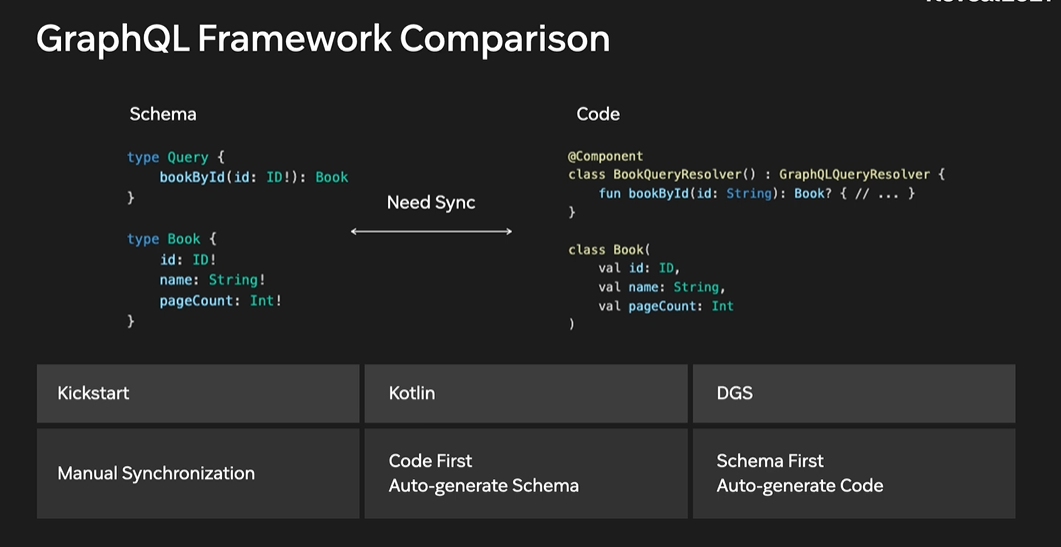 GraphQL Framework Comparison
Schema
type Query {
    bookById(id: ID!): Book
}
type Book {
    id: ID!
    name: String!
    pageCount: Int!
}
Need Sync
Code
@Component
class BookQueryResolver() : GraphQLQueryResolver {
    fun bookById(id: String): Book? { // ... }
}
class Book(
    val id: ID,
    val name: String,
    val pageCount: Int
)
Kickstart
Kotlin
DGS
Manual Synchronization
Code First
Auto-generate Schema
Schema First
Auto-generate Code